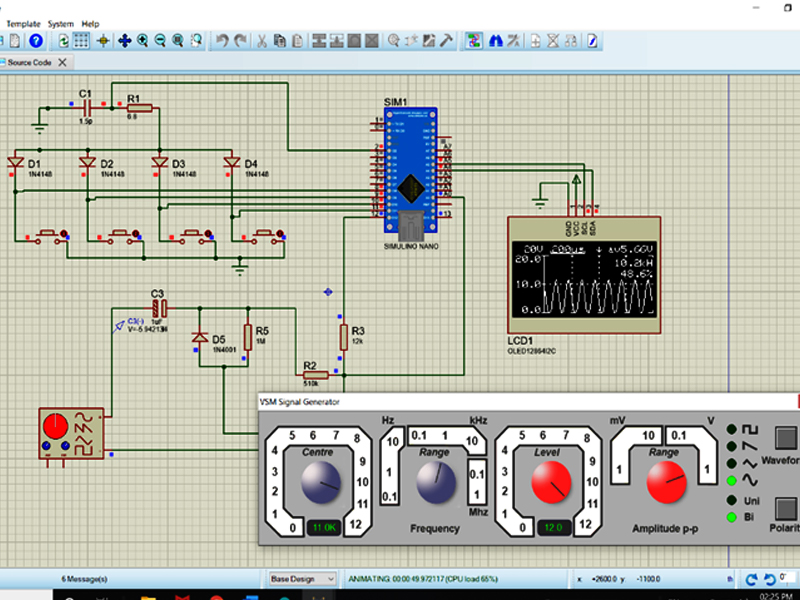 Template System Help
Source Code
C1
1.5p
R1
6.8
SIM1
D1
1N4148
D2
1N4148
D3
1N4148
D4
1N4148
SIMULINO NANO
GND
VCC
SCL
SDA
20V 200us 5.66V
20.0
10.2kH
48.6%
10.0
0.0
LCD1
OLED12864I2C
C3
1uF
C3(-)
V=-5.94213
D5
1N4001
R5
1M
R3
12k
R2
510k
VSM Signal Generator
0 1 2 3 4 5 6 7 8 9 10 11 12
Centre
11.0K
Hz kHz
10 1 0.1
0.1 1 10
0.1 1
Range
Mhz
Frequency
0 1 2 3 4 5 6 7 8 9 10 11 12
Level
12.0
mV V
1 10 0.1 1
Range
Amplitude p-p
Uni
Bi
Wavefor
Polarit
6 Message(s)
Base Design
ANIMATING: 00:00:49.972117 (CPU load 65%)
x +2600.0 y -1100.0
02:25 PM